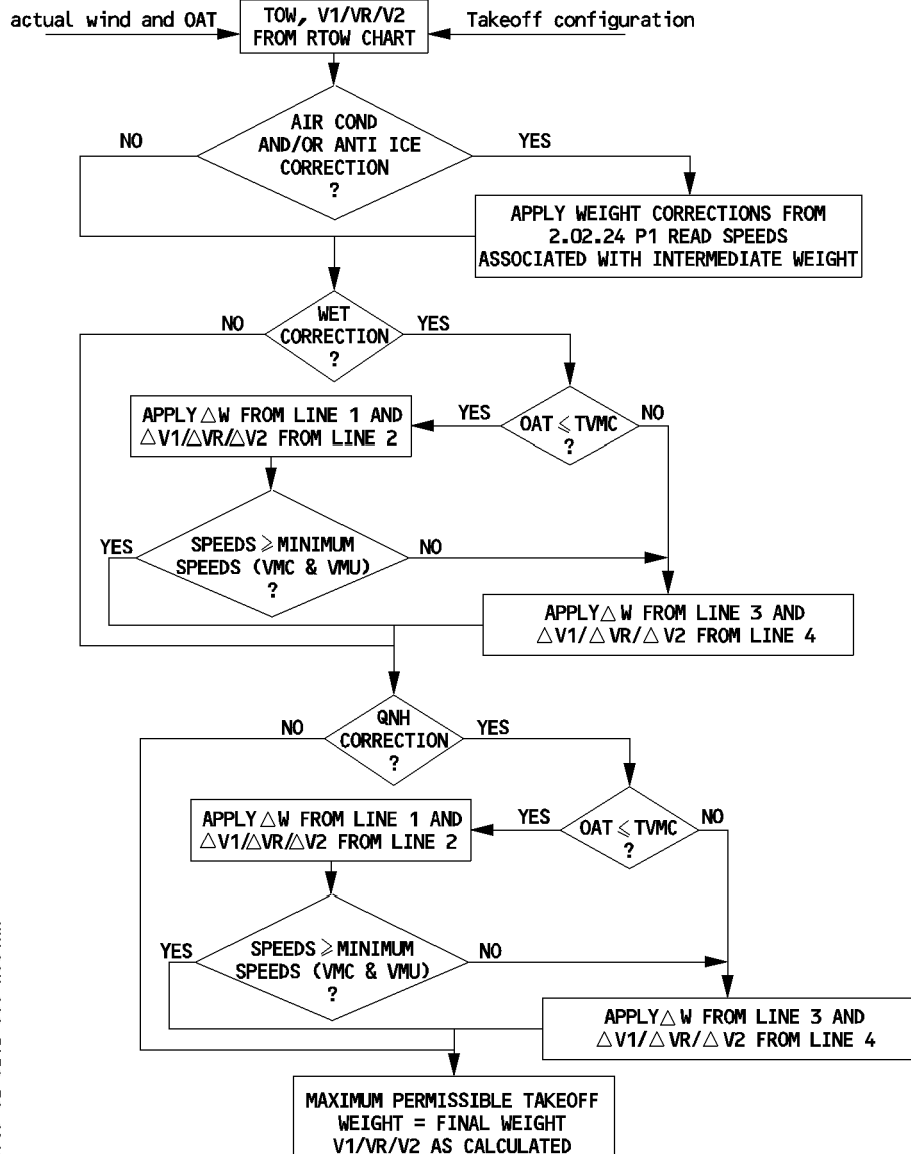 actual wind and OAT
TOW, V1/VR/V2
FROM RTOW CHART
Takeoff configuration
AIR COND
AND/OR ANTI ICE
CORRECTION
?
NO
YES
APPLY WEIGHT CORRECTIONS FROM
2.02.24 P1 READ SPEEDS
ASSOCIATED WITH INTERMEDIATE WEIGHT
WET
CORRECTION
?
NO
YES
OAT ⩽ TVMC
?
YES
NO
APPLY △W FROM LINE 1 AND
△V1/△VR/△V2 FROM LINE 2
SPEEDS ⩾ MINIMUM
SPEEDS (VMC & VMU)
?
YES
NO
APPLY△ W FROM LINE 3 AND
△V1/△ VR/△ V2 FROM LINE 4
QNH
CORRECTION
?
NO
YES
OAT ⩽ TVMC
?
YES
NO
APPLY △W FROM LINE 1 AND
△V1/△VR/△V2 FROM LINE 2
SPEEDS ⩾ MINIMUM
SPEEDS (VMC & VMU)
?
YES
NO
APPLY△ W FROM LINE 3 AND
△V1/△ VR/△ V2 FROM LINE 4
MAXIMUM PERMISSIBLE TAKEOFF
WEIGHT = FINAL WEIGHT
V1/VR/V2 AS CALCULATED